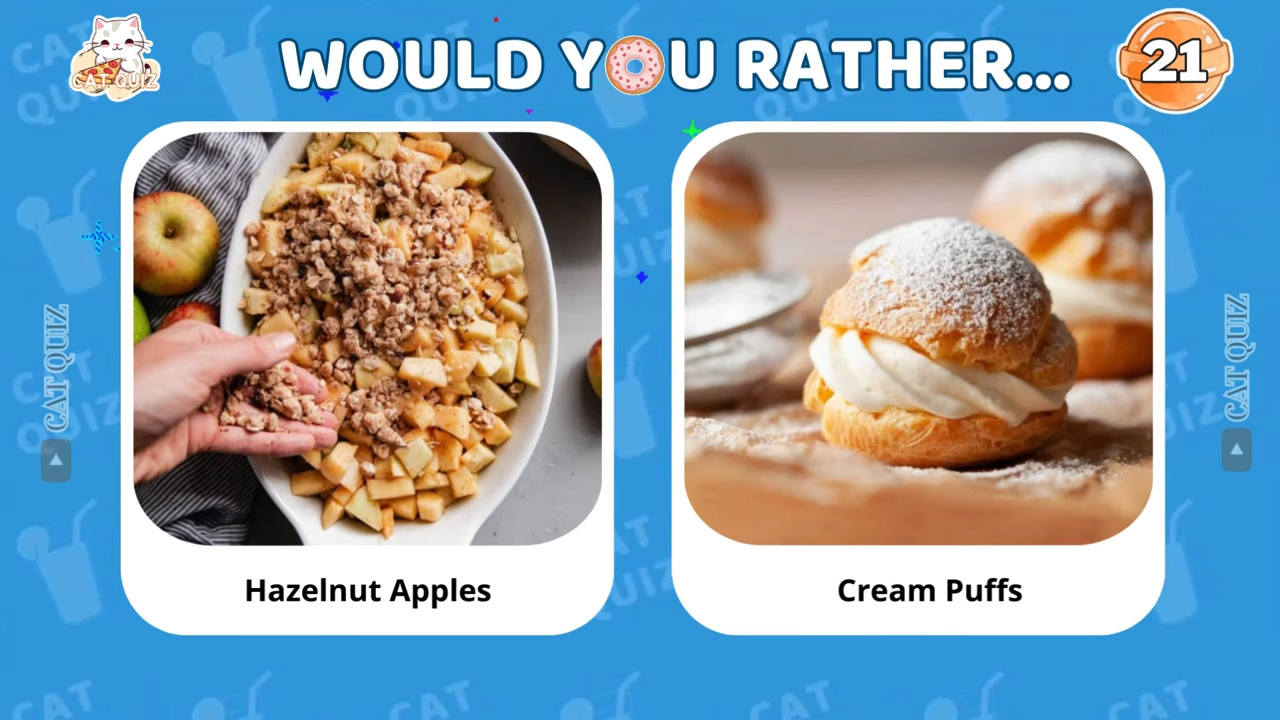 CAT QUIZ
WOULD YOU RATHER...
21
CAT QUIZ
CAT QUIZ
Hazelnut Apples
Cream Puffs